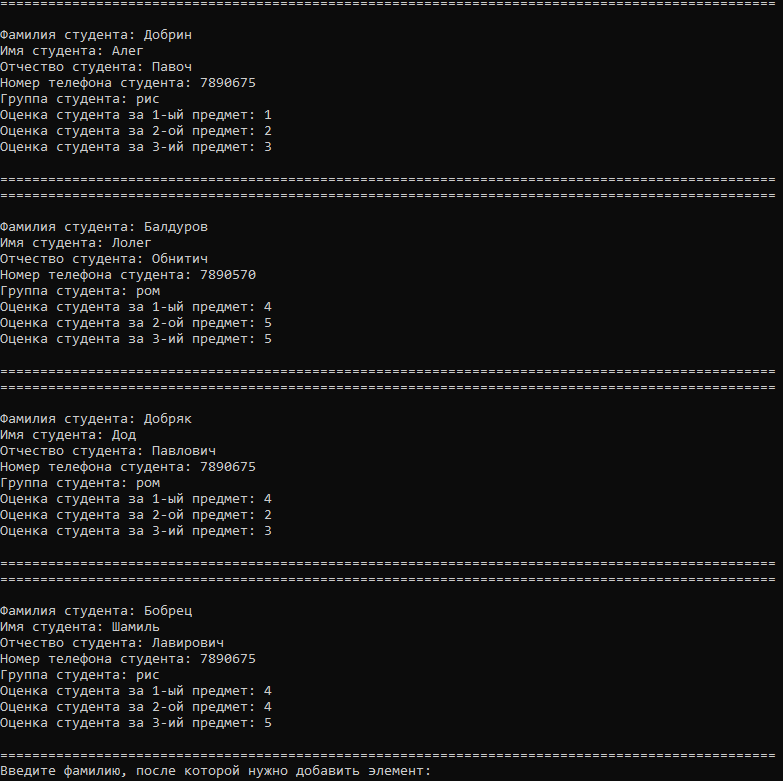 =================================================================================================
Фамилия студента: Добрин
Имя студента: Алег
Отчество студента: Павоч
Номер телефона студента: 7890675
Группа студента: рис
Оценка студента за 1-ый предмет: 1
Оценка студента за 2-ой предмет: 2
Оценка студента за 3-ий предмет: 3
=================================================================================================
=================================================================================================
Фамилия студента: Балдуров
Имя студента: Лолег
Отчество студента: Обнитич
Номер телефона студента: 7890570
Группа студента: ром
Оценка студента за 1-ый предмет: 4
Оценка студента за 2-ой предмет: 5
Оценка студента за 3-ий предмет: 5
=================================================================================================
=================================================================================================
Фамилия студента: Добряк
Имя студента: Дод
Отчество студента: Павлович
Номер телефона студента: 7890675
Группа студента: ром
Оценка студента за 1-ый предмет: 4
Оценка студента за 2-ой предмет: 2
Оценка студента за 3-ий предмет: 3
=================================================================================================
=================================================================================================
Фамилия студента: Бобрец
Имя студента: Шамиль
Отчество студента: Лавирович
Номер телефона студента: 7890675
Группа студента: рис
Оценка студента за 1-ый предмет: 4
Оценка студента за 2-ой предмет: 4
Оценка студента за 3-ий предмет: 5
=================================================================================================
Введите фамилию, после которой нужно добавить элемент: